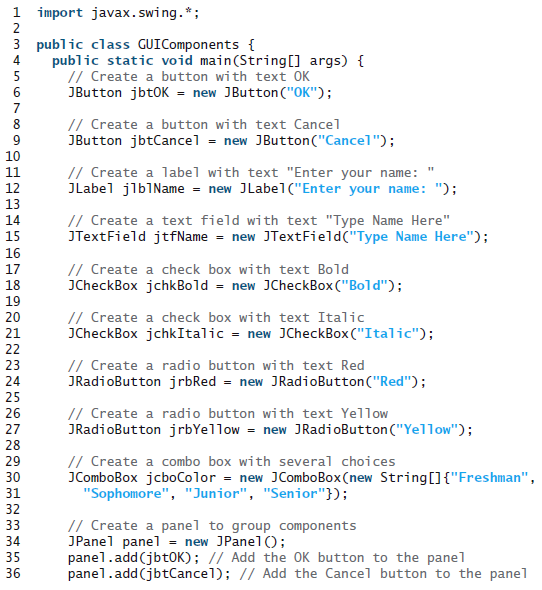 1 import javax.swing.*;
2
3 public class GUIComponents {
4 public static void main(String[] args) {
5 // Create a button with text OK
6 JButton jbtOK = new JButton("OK");
7
8 // Create a button with text Cancel
9 JButton jbtCancel = new JButton("Cancel");
10
11 // Create a label with text "Enter your name: "
12 JLabel jlblName = new JLabel("Enter your name: ");
13
14 // Create a text field with text "Type Name Here"
15 JTextField jtfName = new JTextField("Type Name Here");
16
17 // Create a check box with text Bold
18 JCheckBox jchkBold = new JCheckBox("Bold");
19
20 // Create a check box with text Italic
21 JCheckBox jchkItalic = new JCheckBox("Italic");
22
23 // Create a radio button with text Red
24 JRadioButton jrbRed = new JRadioButton("Red");
25
26 // Create a radio button with text Yellow
27 JRadioButton jrbYellow = new JRadioButton("Yellow");
28
29 // Create a combo box with several choices
30 JComboBox jcboColor = new JComboBox(new String[]{"Freshman",
31 "Sophomore", "Junior", "Senior"});
32
33 // Create a panel to group components
34 JPanel panel = new JPanel();
35 panel.add(jbtOK); // Add the OK button to the panel
36 panel.add(jbtCancel); // Add the Cancel button to the panel